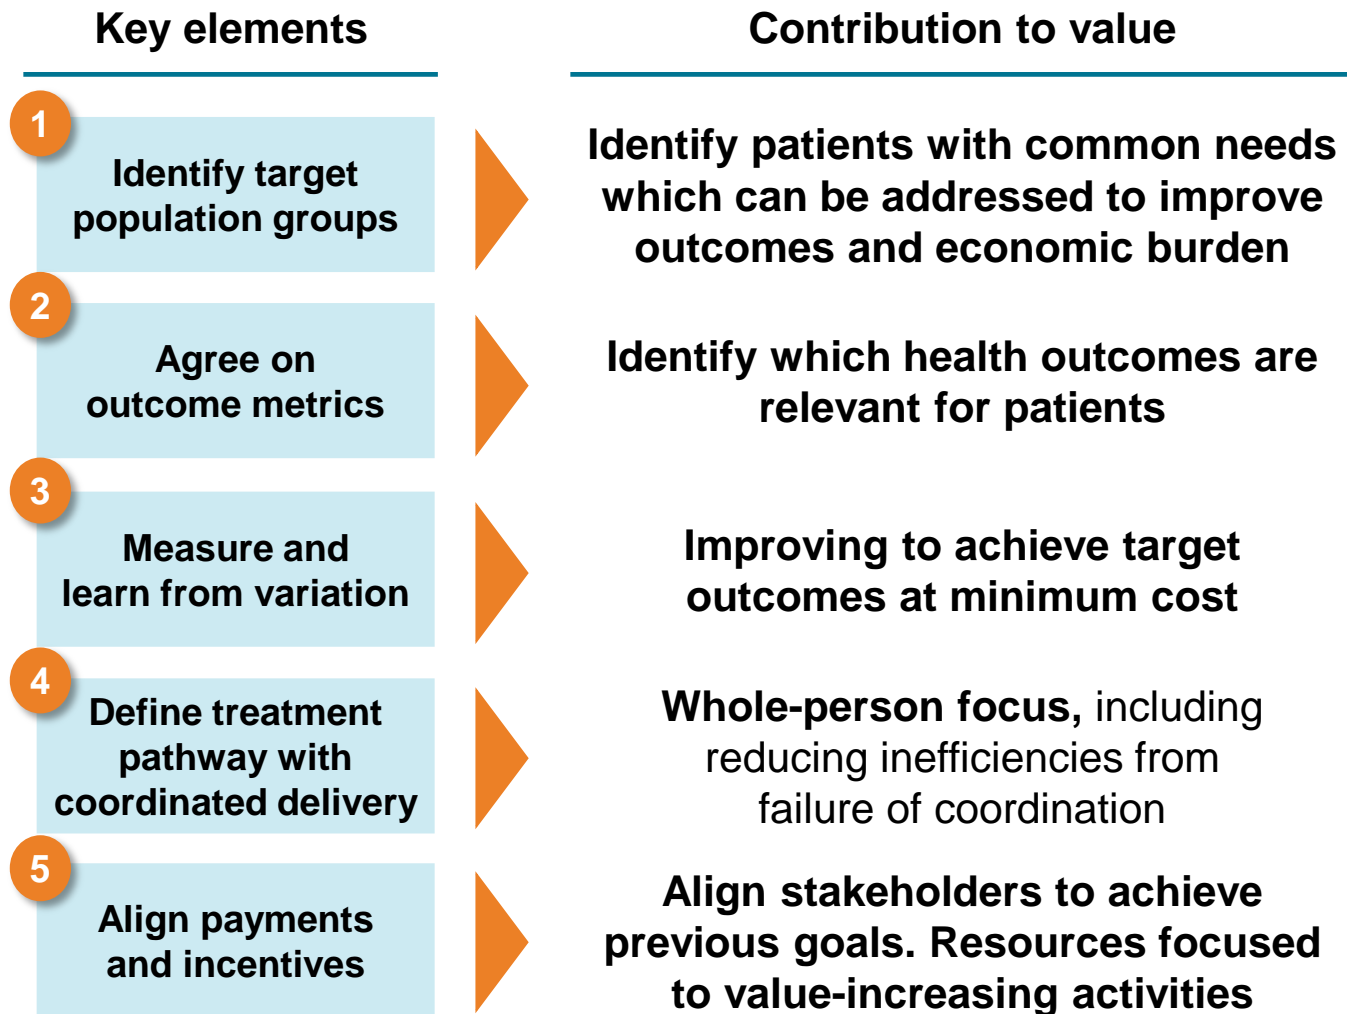 Key elements
Contribution to value
1
Identify target
population groups
Identify patients with common needs
which can be addressed to improve
outcomes and economic burden
2
Agree on
outcome metrics
Identify which health outcomes are
relevant for patients
3
Measure and
learn from variation
Improving to achieve target
outcomes at minimum cost
4
Define treatment
pathway with
coordinated delivery
Whole-person focus, including
reducing inefficiencies from
failure of coordination
5
Align payments
and incentives
Align stakeholders to achieve
previous goals. Resources focused
to value-increasing activities